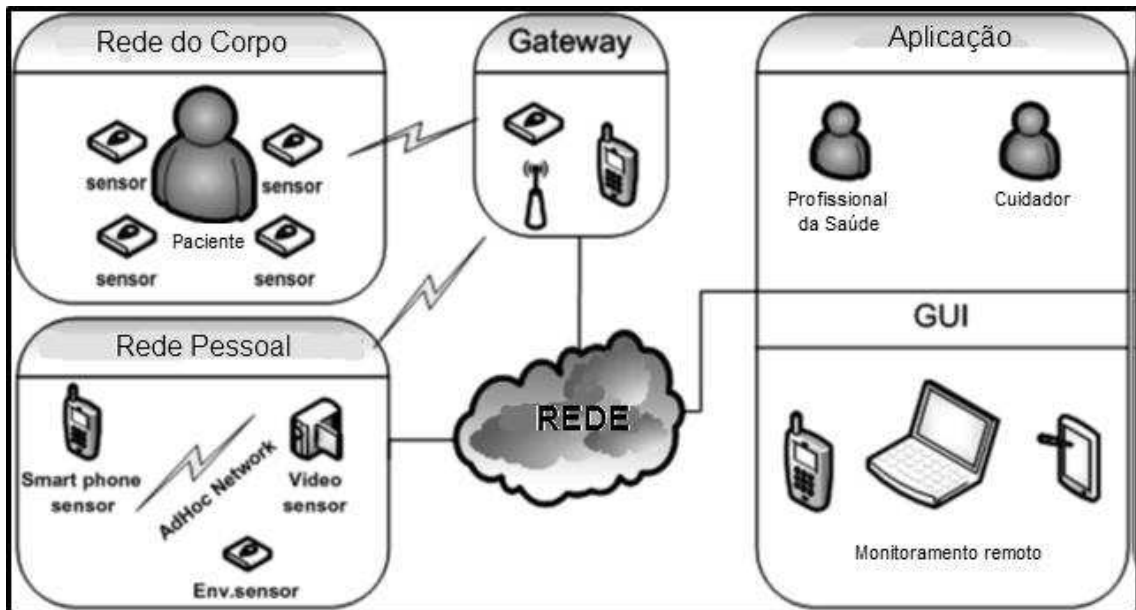 Rede do Corpo
sensor
sensor
Paciente
sensor
sensor
Gateway
Aplicação
Profissional
da Saúde
Cuidador
Rede Pessoal
Smart phone
sensor
AdHoc Network
Video
sensor
Env.sensor
REDE
GUI
Monitoramento remoto